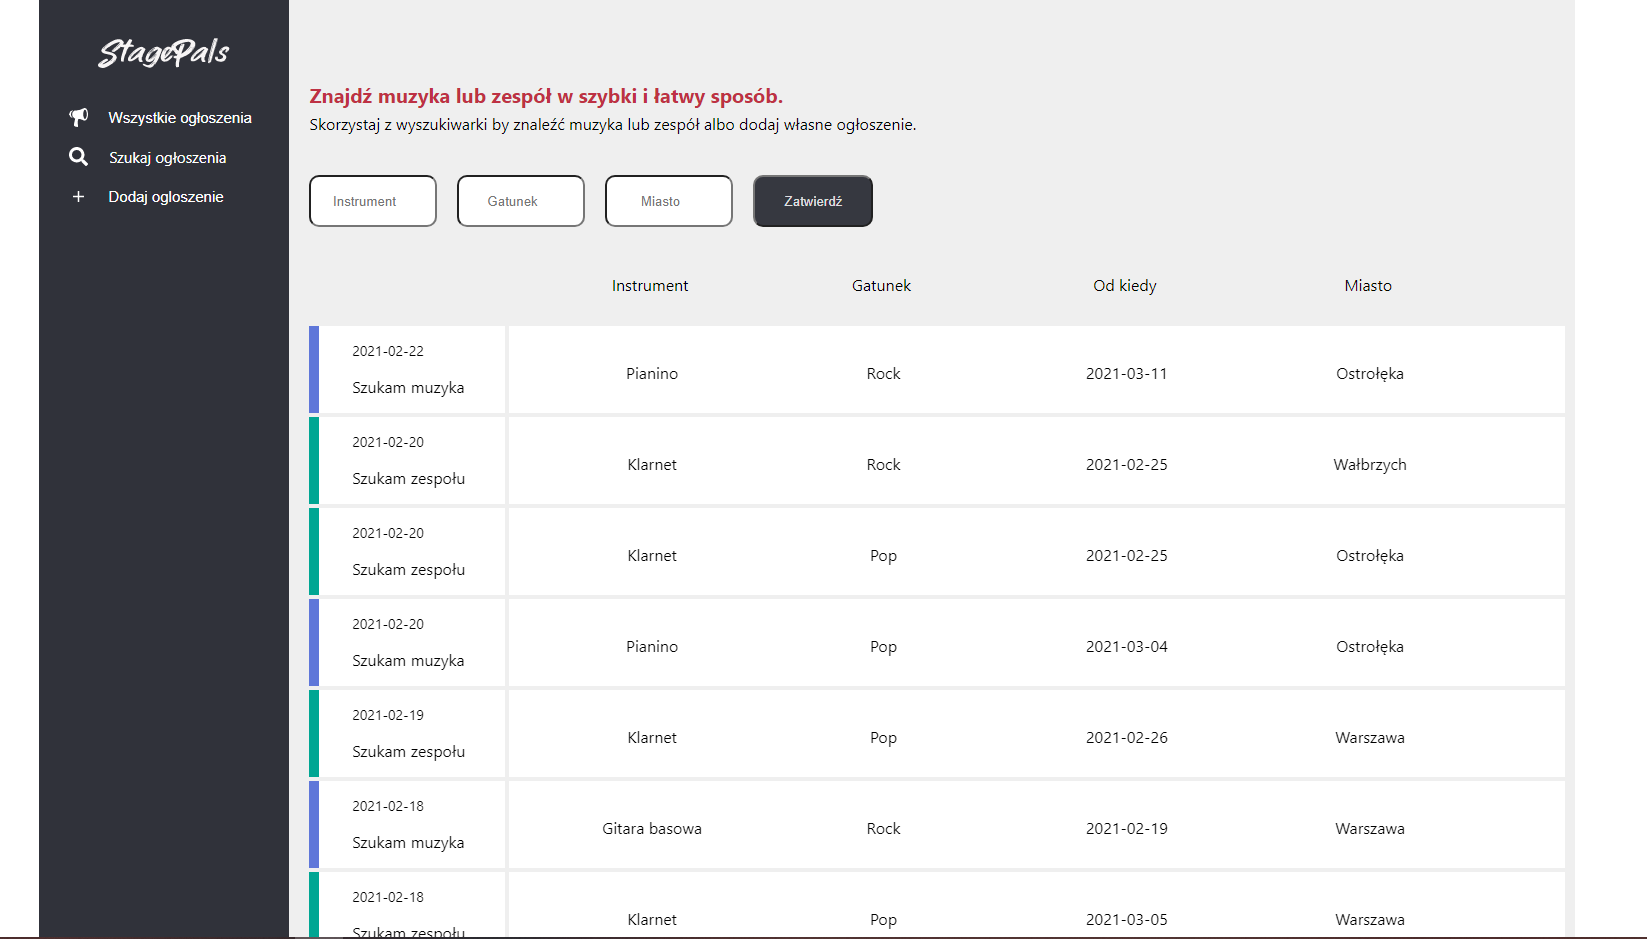 StagePals
Wszystkie ogłoszenia
Szukaj ogłoszenia
Dodaj ogloszenie
Znajdź muzyka lub zespół w szybki i łatwy sposób.
Skorzystaj z wyszukiwarki by znaleźć muzyka lub zespół albo dodaj własne ogłoszenie.
Instrument Gatunek Miasto Zatwierdź
Instrument Gatunek Od kiedy Miasto
2021-02-22
Szukam muzyka
Pianino Rock 2021-03-11 Ostrołęka
2021-02-20
Szukam zespołu
Klarnet Rock 2021-02-25 Wałbrzych
2021-02-20
Szukam zespołu
Klarnet Pop 2021-02-25 Ostrołęka
2021-02-20
Szukam muzyka
Pianino Pop 2021-03-04 Ostrołęka
2021-02-19
Szukam zespołu
Klarnet Pop 2021-02-26 Warszawa
2021-02-18
Szukam muzyka
Gitara basowa Rock 2021-02-19 Warszawa
2021-02-18
Szukam zespołu
Klarnet Pop 2021-03-05 Warszawa